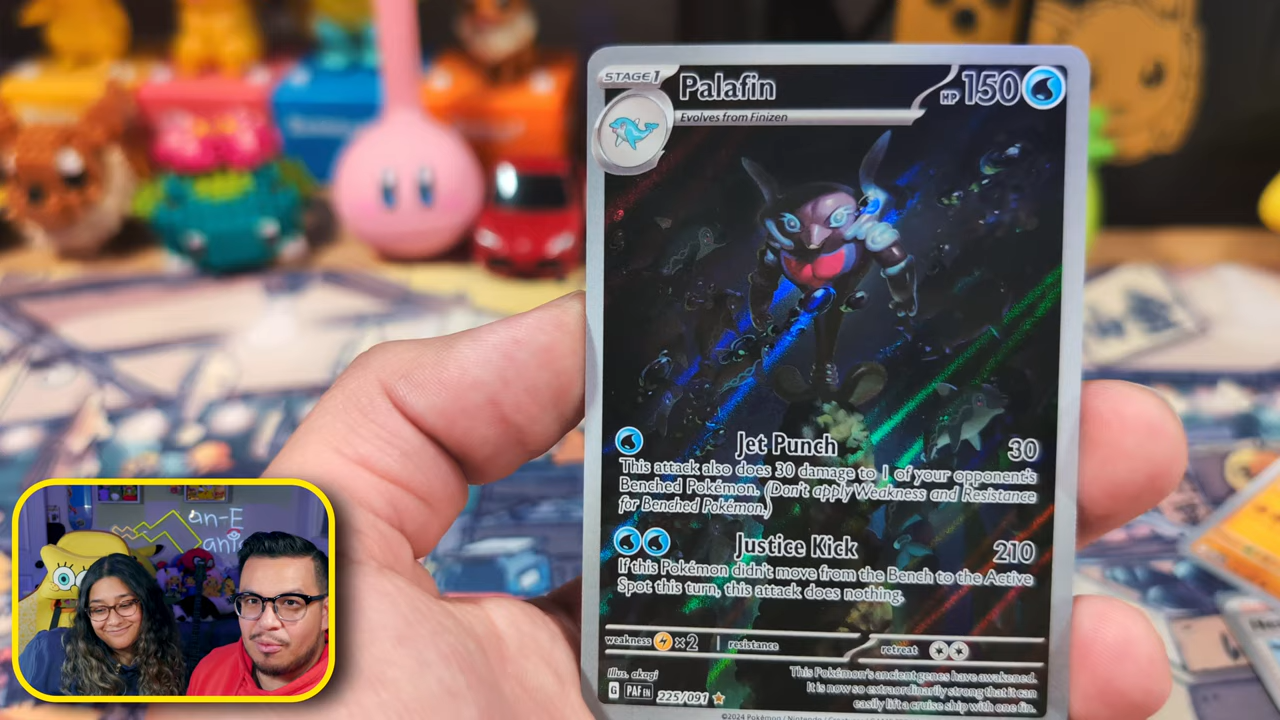 STAGE 1
Palafin
HP 150
Evolves from Finizen
Jet Punch 30
This attack also does 30 damage to 1 of your opponent's
Benched Pokémon. (Don't apply Weakness and Resistance
for Benched Pokémon.)
Justice Kick 210
If this Pokémon didn't move from the Bench to the Active
Spot this turn, this attack does nothing.
weakness ×2 resistance retreat
Illus. akagi
G PAF EN 225/091
This Pokémon's ancient genes have awakened.
It is now so extraordinarily strong that it can
easily lift a cruise ship with one fin.
©2024 Pokémon / Nintendo /
an-E